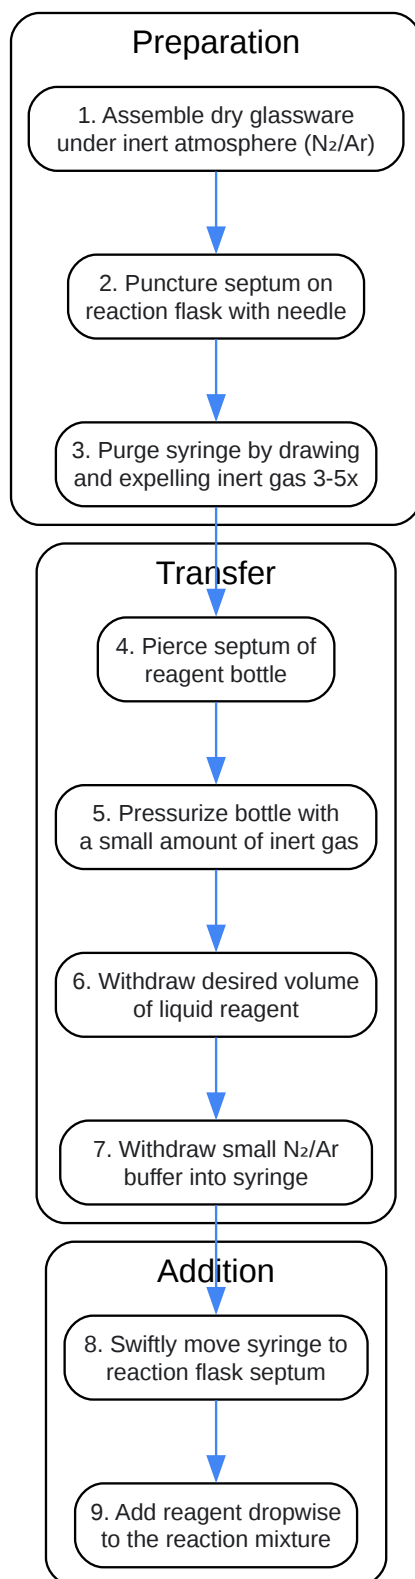 Preparation
1. Assemble dry glassware
under inert atmosphere (N₂/Ar)
2. Puncture septum on
reaction flask with needle
3. Purge syringe by drawing
and expelling inert gas 3-5x
Transfer
4. Pierce septum of
reagent bottle
5. Pressurize bottle with
a small amount of inert gas
6. Withdraw desired volume
of liquid reagent
7. Withdraw small N₂/Ar
buffer into syringe
Addition
8. Swiftly move syringe to
reaction flask septum
9. Add reagent dropwise
to the reaction mixture